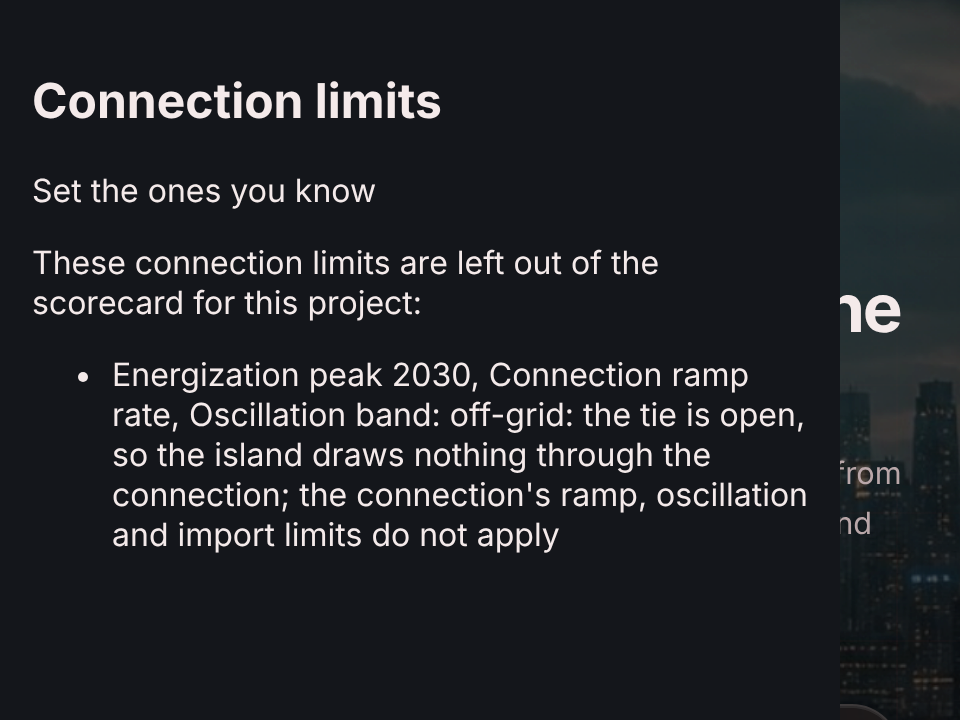 Connection limits
Set the ones you know
These connection limits are left out of the
scorecard for this project:
• Energization peak 2030, Connection ramp
rate, Oscillation band: off-grid: the tie is open,
so the island draws nothing through the
connection; the connection's ramp, oscillation
and import limits do not apply
from